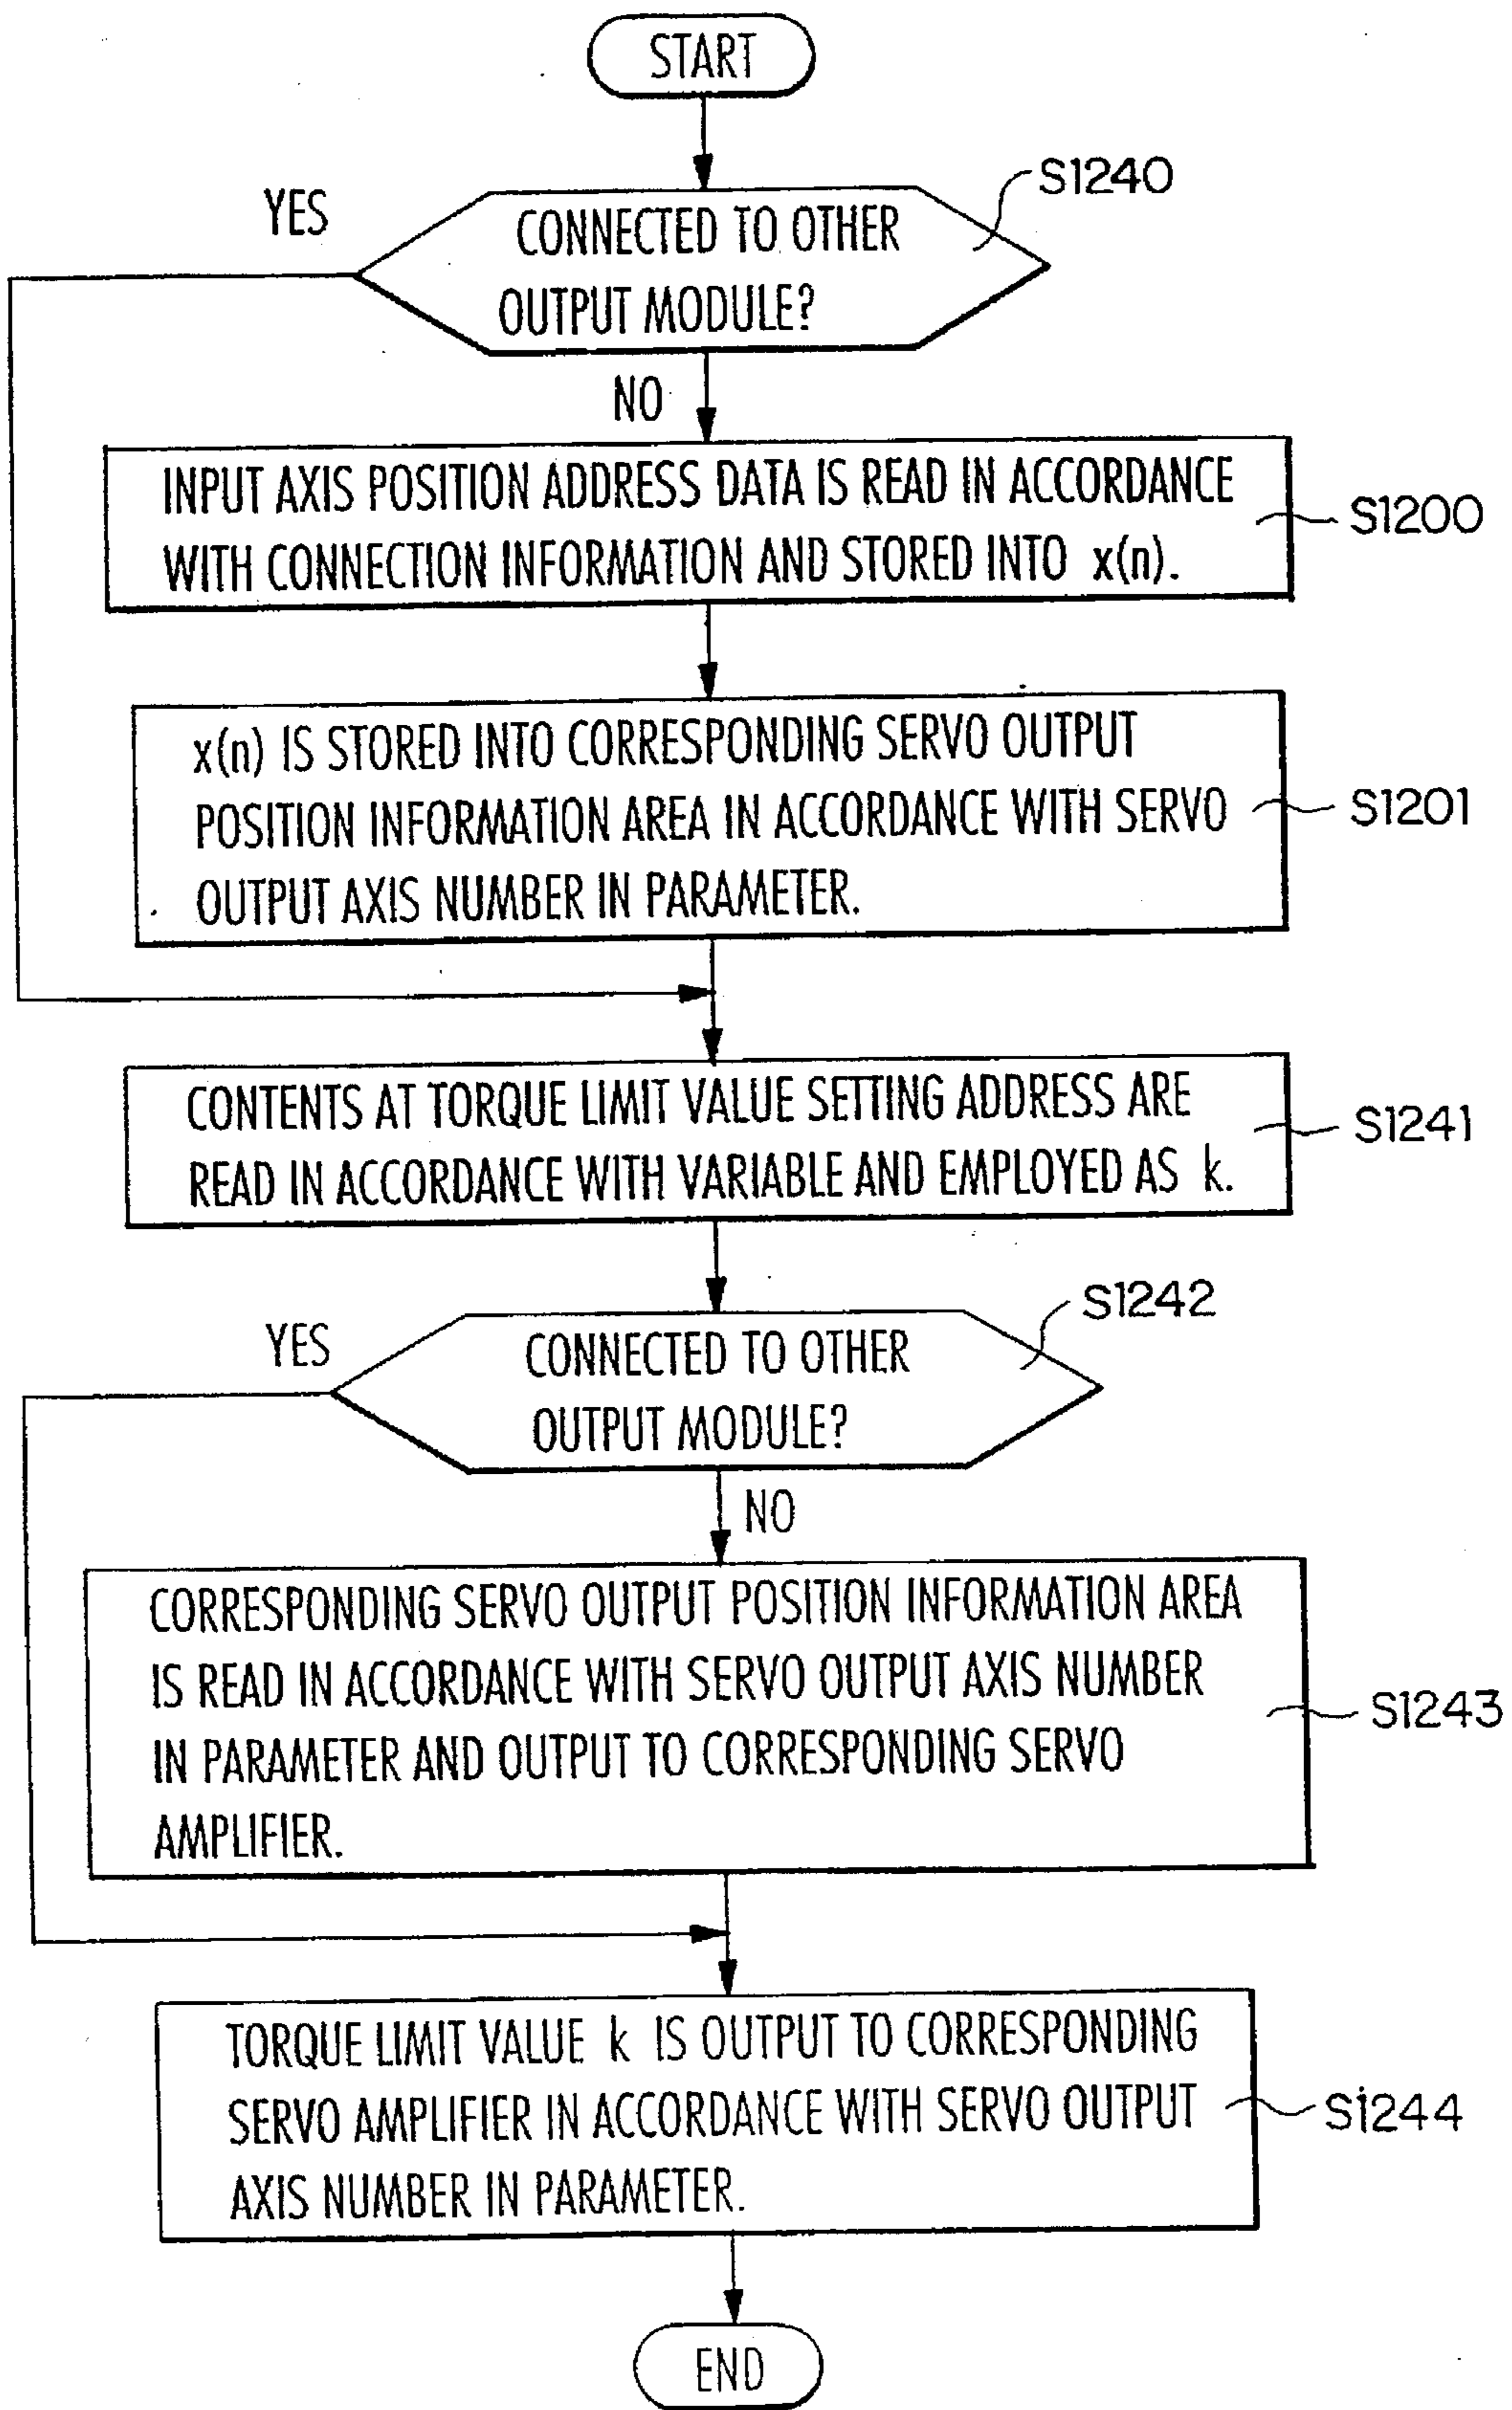 START
S1240
YES
CONNECTED TO OTHER
OUTPUT MODULE?
NO
INPUT AXIS POSITION ADDRESS DATA IS READ IN ACCORDANCE
WITH CONNECTION INFORMATION AND STORED INTO x(n).
S1200
x(n) IS STORED INTO CORRESPONDING SERVO OUTPUT
POSITION INFORMATION AREA IN ACCORDANCE WITH SERVO
OUTPUT AXIS NUMBER IN PARAMETER.
S1201
CONTENTS AT TORQUE LIMIT VALUE SETTING ADDRESS ARE
READ IN ACCORDANCE WITH VARIABLE AND EMPLOYED AS k.
S1241
S1242
YES
CONNECTED TO OTHER
OUTPUT MODULE?
NO
CORRESPONDING SERVO OUTPUT POSITION INFORMATION AREA
IS READ IN ACCORDANCE WITH SERVO OUTPUT AXIS NUMBER
IN PARAMETER AND OUTPUT TO CORRESPONDING SERVO
AMPLIFIER.
S1243
TORQUE LIMIT VALUE k IS OUTPUT TO CORRESPONDING
SERVO AMPLIFIER IN ACCORDANCE WITH SERVO OUTPUT
AXIS NUMBER IN PARAMETER.
S1244
END